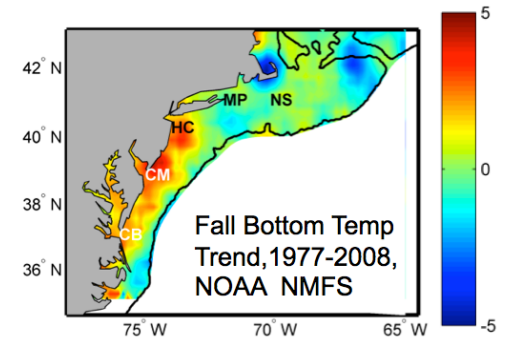 5
42° N
MP NS
40° N
HC
0
CM
38° N
CB
Fall Bottom Temp
Trend,1977-2008,
NOAA NMFS
36° N
-5
75° W
70° W
65° W